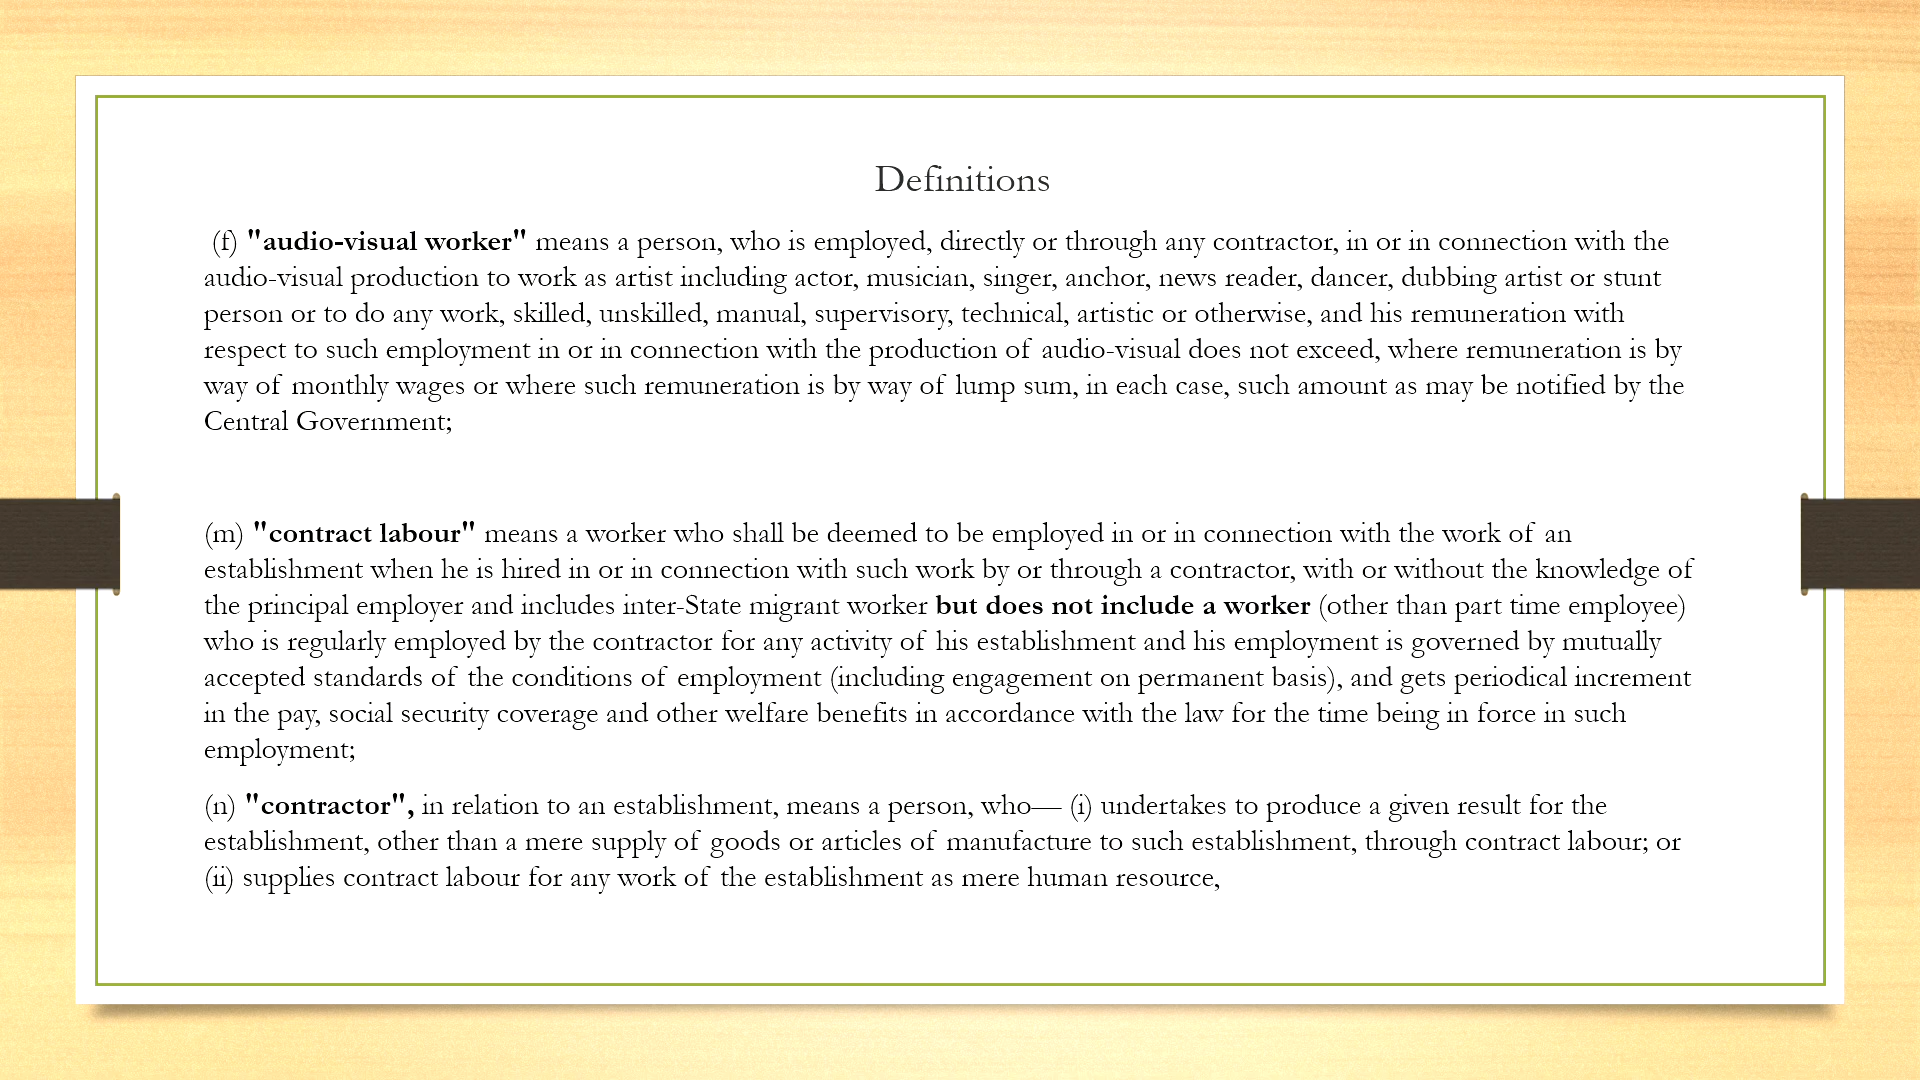 Definitions
(f) "audio-visual worker" means a person, who is employed, directly or through any contractor, in or in connection with the
audio-visual production to work as artist including actor, musician, singer, anchor, news reader, dancer, dubbing artist or stunt
person or to do any work, skilled, unskilled, manual, supervisory, technical, artistic or otherwise, and his remuneration with
respect to such employment in or in connection with the production of audio-visual does not exceed, where remuneration is by
way of monthly wages or where such remuneration is by way of lump sum, in each case, such amount as may be notified by the
Central Government;
(m) "contract labour" means a worker who shall be deemed to be employed in or in connection with the work of an
establishment when he is hired in or in connection with such work by or through a contractor, with or without the knowledge of
the principal employer and includes inter-State migrant worker but does not include a worker (other than part time employee)
who is regularly employed by the contractor for any activity of his establishment and his employment is governed by mutually
accepted standards of the conditions of employment (including engagement on permanent basis), and gets periodical increment
in the pay, social security coverage and other welfare benefits in accordance with the law for the time being in force in such
employment;
(n) "contractor", in relation to an establishment, means a person, who— (i) undertakes to produce a given result for the
establishment, other than a mere supply of goods or articles of manufacture to such establishment, through contract labour; or
(ii) supplies contract labour for any work of the establishment as mere human resource,